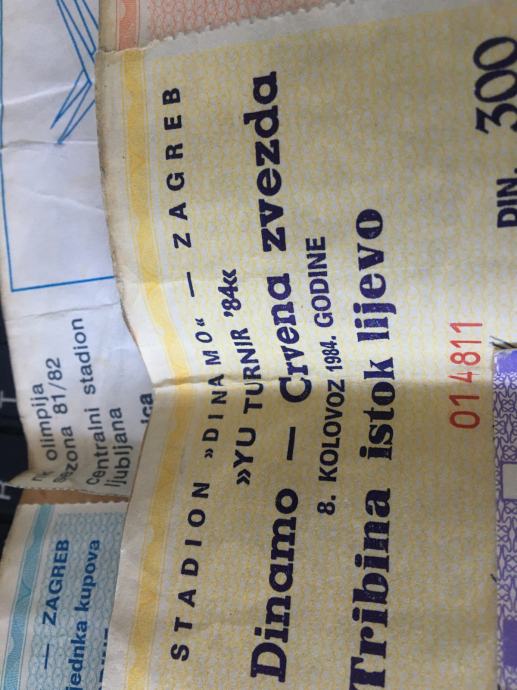 STADION »DINAMO« — ZAGREB
»YU TURNIR '84«
Dinamo — Crvena zvezda
8. KOLOVOZ 1984. GODINE
Tribina istok lijevo
014811
DIN. 300
olimpija
sezona 81/82
centralni stadion
ljubljana
— ZAGREB
jednka kupova